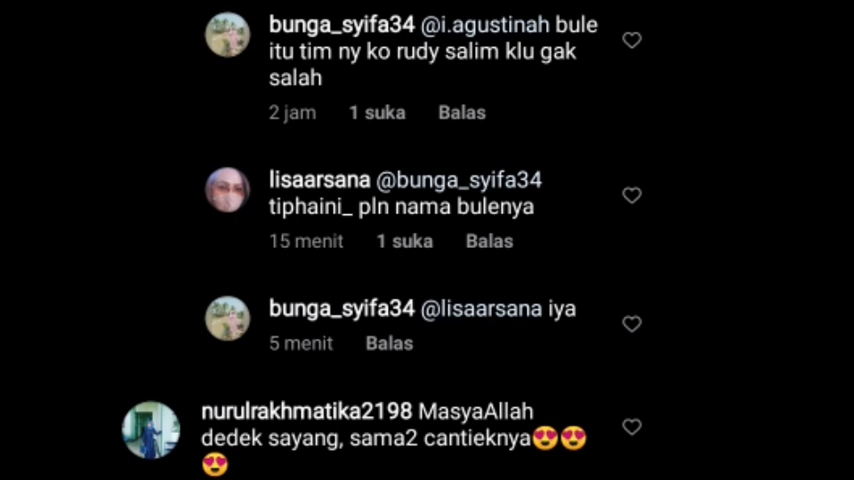 bunga_syifa34 @i.agustinah bule
itu tim ny ko rudy salim klu gak
salah
2 jam 1 suka Balas
lisaarsana @bunga_syifa34
tiphaini_ pln nama bulenya
15 menit 1 suka Balas
bunga_syifa34 @lisaarsana iya
5 menit Balas
nurulrakhmatika2198 MasyaAllah
dedek sayang, sama2 cantieknya😍😍
😍